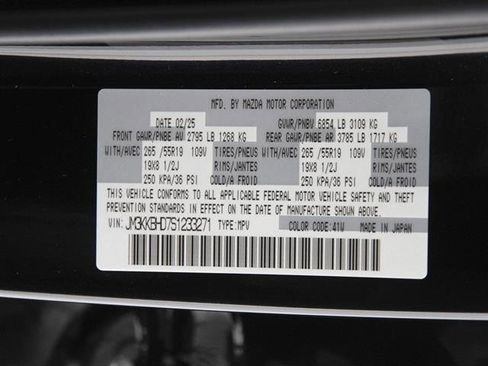 MFD. BY MAZDA MOTOR CORPORATION
DATE 02/25 GVWR/PNBV 6854 LB 3109 KG
FRONT GAWR/PNBE AV 2795 LB 1268 KG REAR GAWR/PNBE AR 3785 LB 1717 KG
WITH/AVEC 265 /55R19 109V TIRES/PNEUS WITH/AVEC 265 /55R19 109V TIRES/PNEUS
19X8 1/2J RIMS/JANTES 19X8 1/2J RIMS/JANTES
250 KPA/36 PSI COLD/A FROID 250 KPA/36 PSI COLD/A FROID
THIS VEHICLE CONFORMS TO ALL APPLICABLE FEDERAL MOTOR VEHICLE SAFETY AND THEFT
PREVENTION STANDARDS IN EFFECT ON THE DATE OF MANUFACTURE SHOWN ABOVE.
VIN: JM3KKBHD7S1233271 TYPE:MPV COLOR CODE:41W MADE IN JAPAN